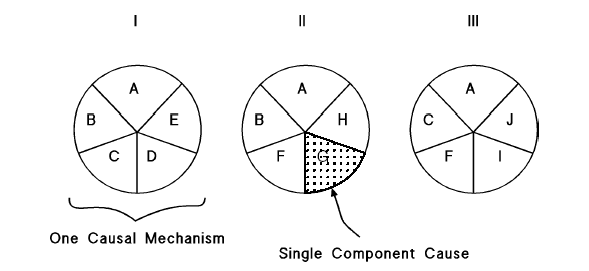 I II III
A A A
B E B H C J
C D F G F I
One Causal Mechanism
Single Component Cause